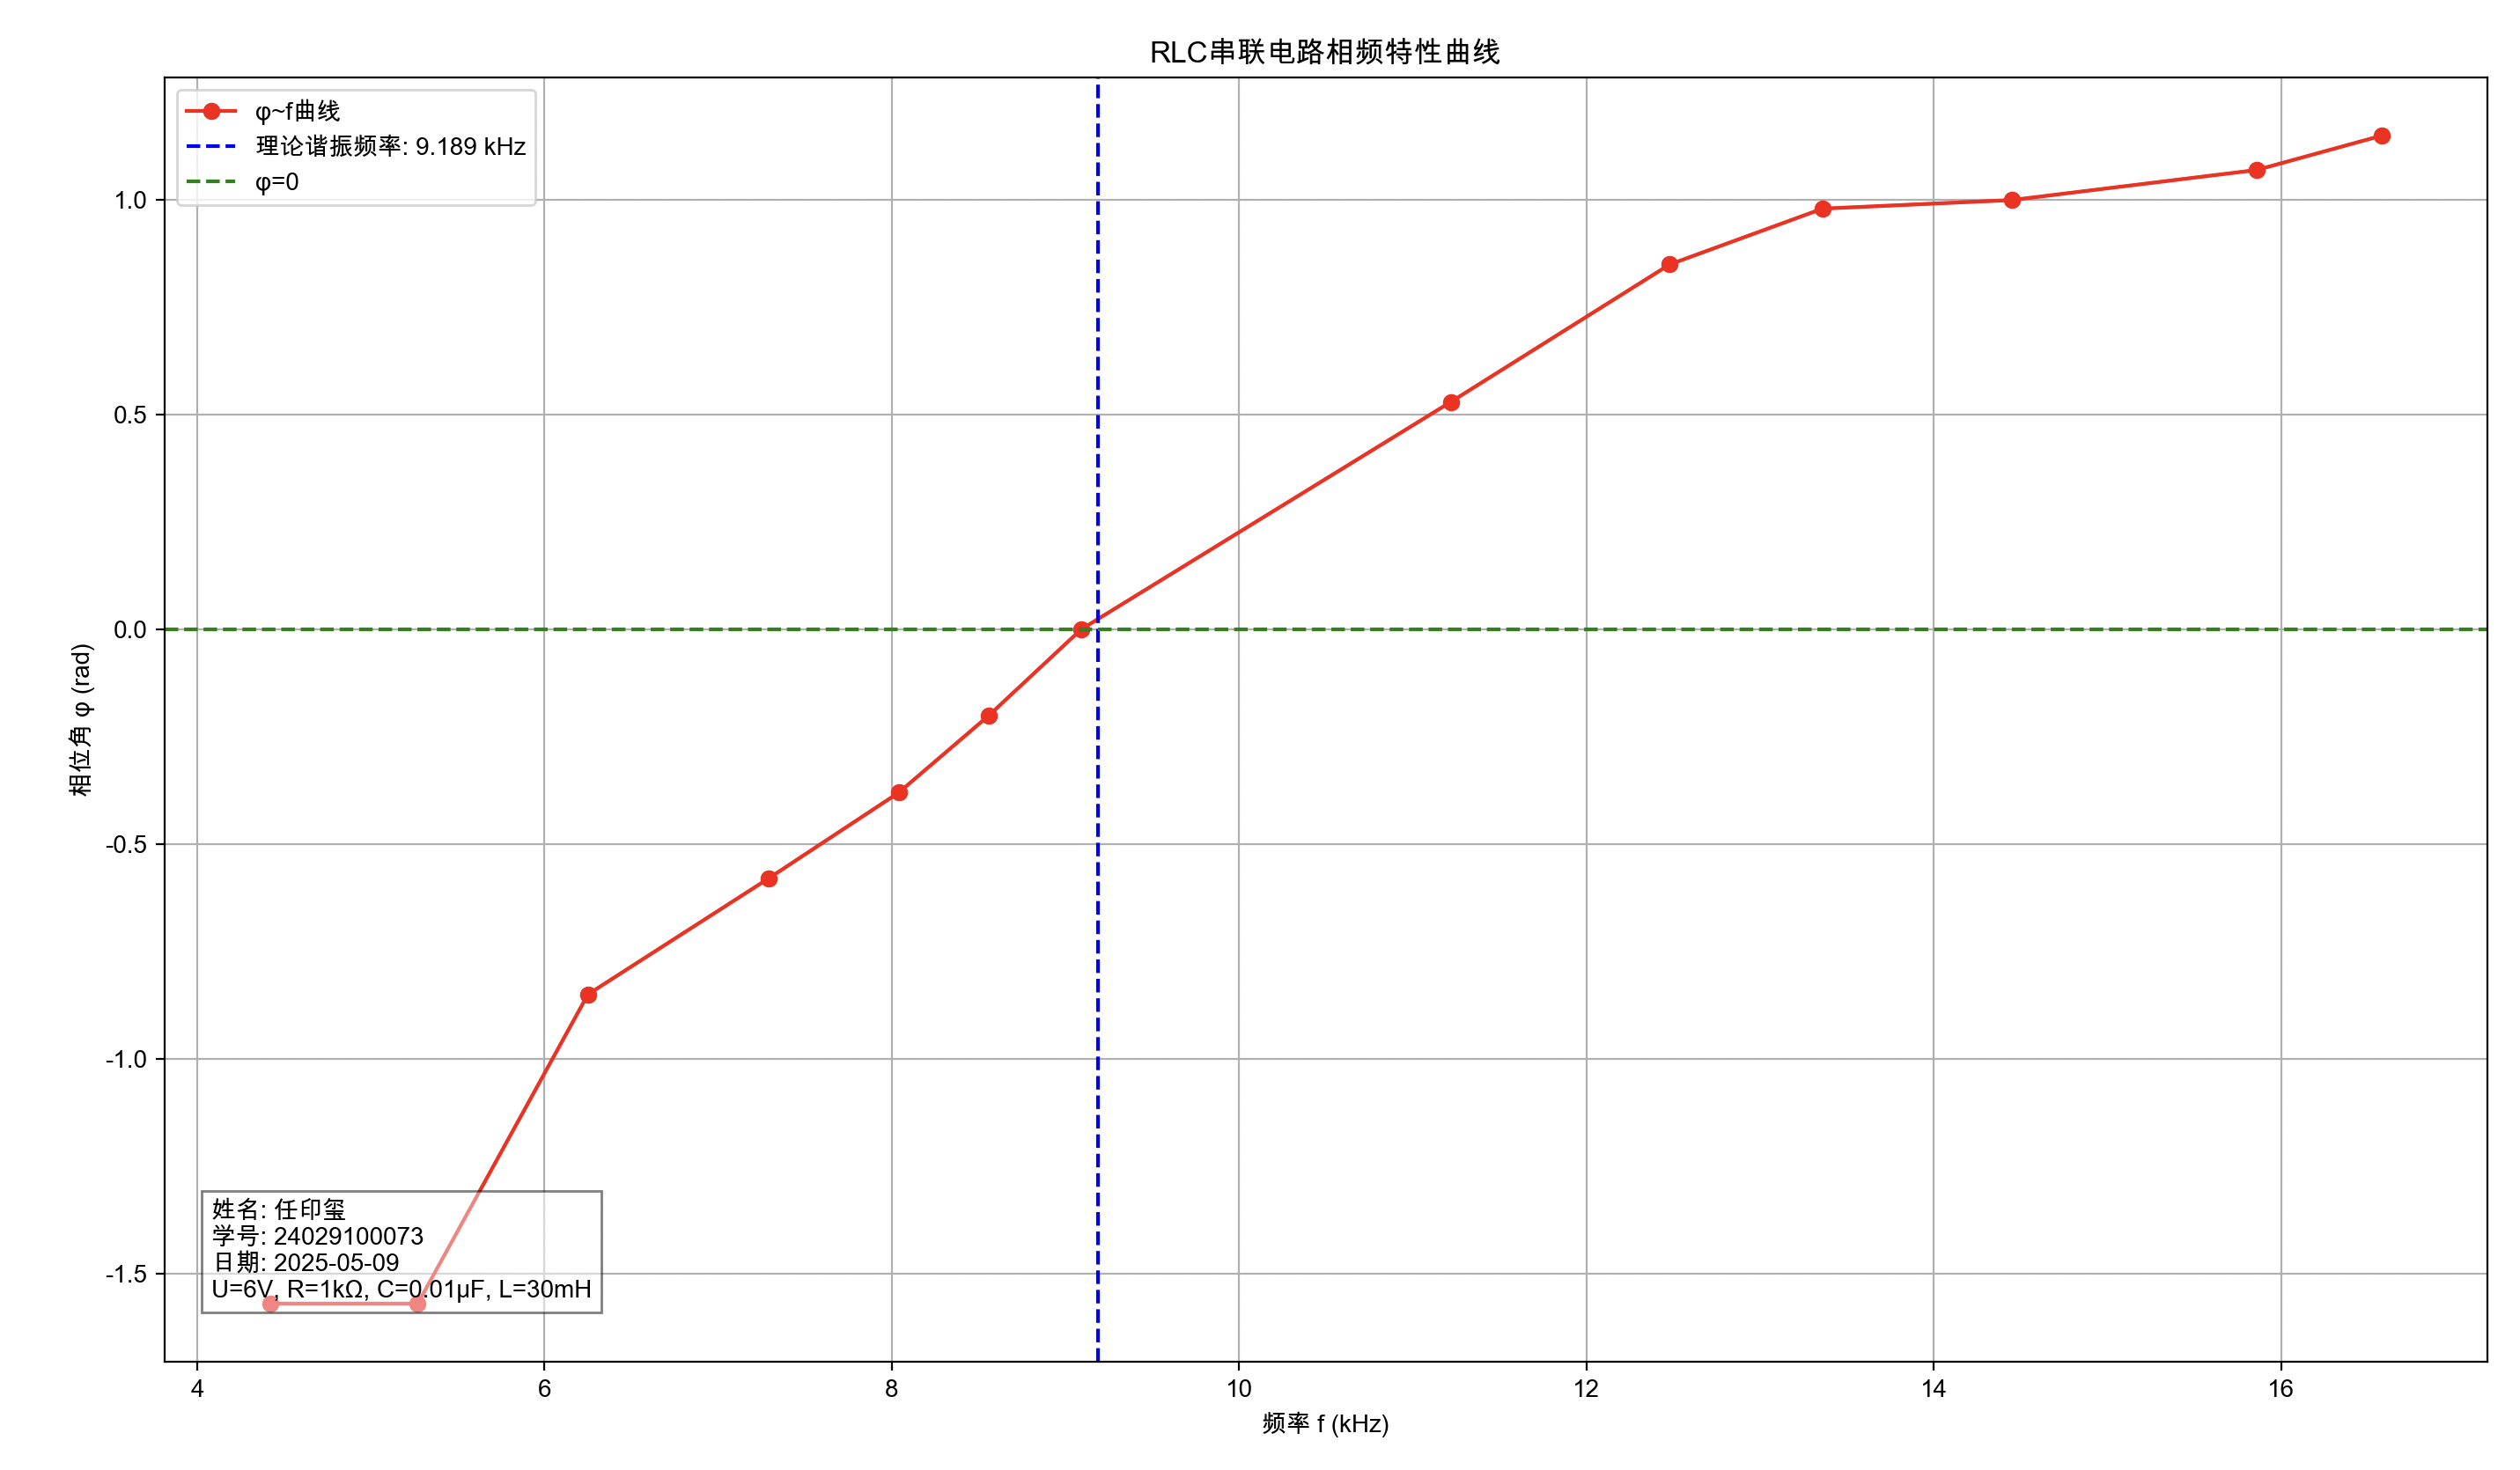 RLC串联电路相频特性曲线
φ~f曲线
理论谐振频率: 9.189 kHz
φ=0
1.0
0.5
0.0
-0.5
-1.0
-1.5
相位角 φ (rad)
姓名: 任印玺
学号: 24029100073
日期: 2025-05-09
U=6V, R=1kΩ, C=0.01μF, L=30mH
4
6
8
10
12
14
16
频率 f (kHz)